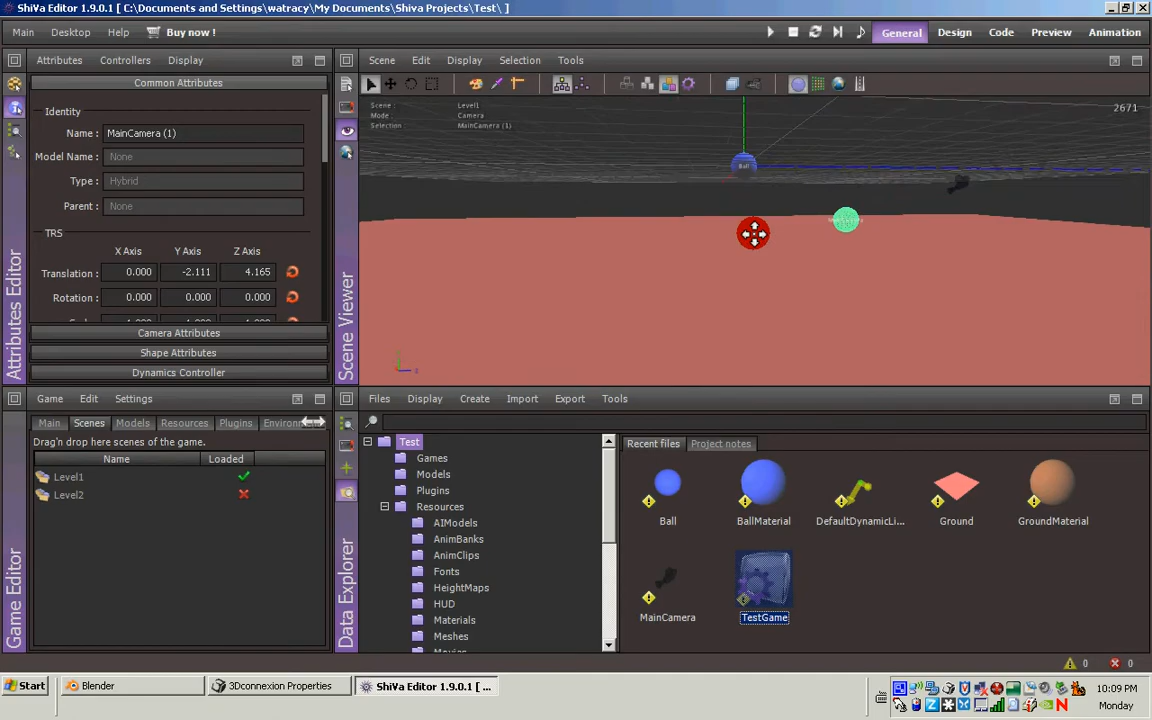 ShiVa Editor 1.9.0.1 [ C:\Documents and Settings\watracy\My Documents\Shiva Projects\Test\ ]
Main Desktop Help Buy now !
General Design Code Preview Animation
Attributes Controllers Display
Scene Edit Display Selection Tools
Common Attributes
Identity
Name : MainCamera (1)
Model Name : None
Type : Hybrid
Parent : None
TRS
X Axis Y Axis Z Axis
Translation : 0.000 -2.111 4.165
Rotation : 0.000 0.000 0.000
Camera Attributes
Shape Attributes
Dynamics Controller
Attributes Editor
Scene : Level1
Mode : Camera
Selection : MainCamera (1)
2671
Ball
Scene Viewer
Game Edit Settings
Main Scenes Models Resources Plugins
Drag'n drop here scenes of the game.
Name Loaded
Level1
Level2
Game Editor
Files Display Create Import Export Tools
Test
Games
Models
Plugins
Resources
AIModels
AnimBanks
AnimClips
Fonts
HeightMaps
HUD
Materials
Meshes
Data Explorer
Recent files Project notes
Ball BallMaterial DefaultDynamicLi... Ground GroundMaterial
MainCamera TestGame
0 0
Start Blender 3Dconnexion Properties ShiVa Editor 1.9.0.1 [ ...
10:09 PM
Monday